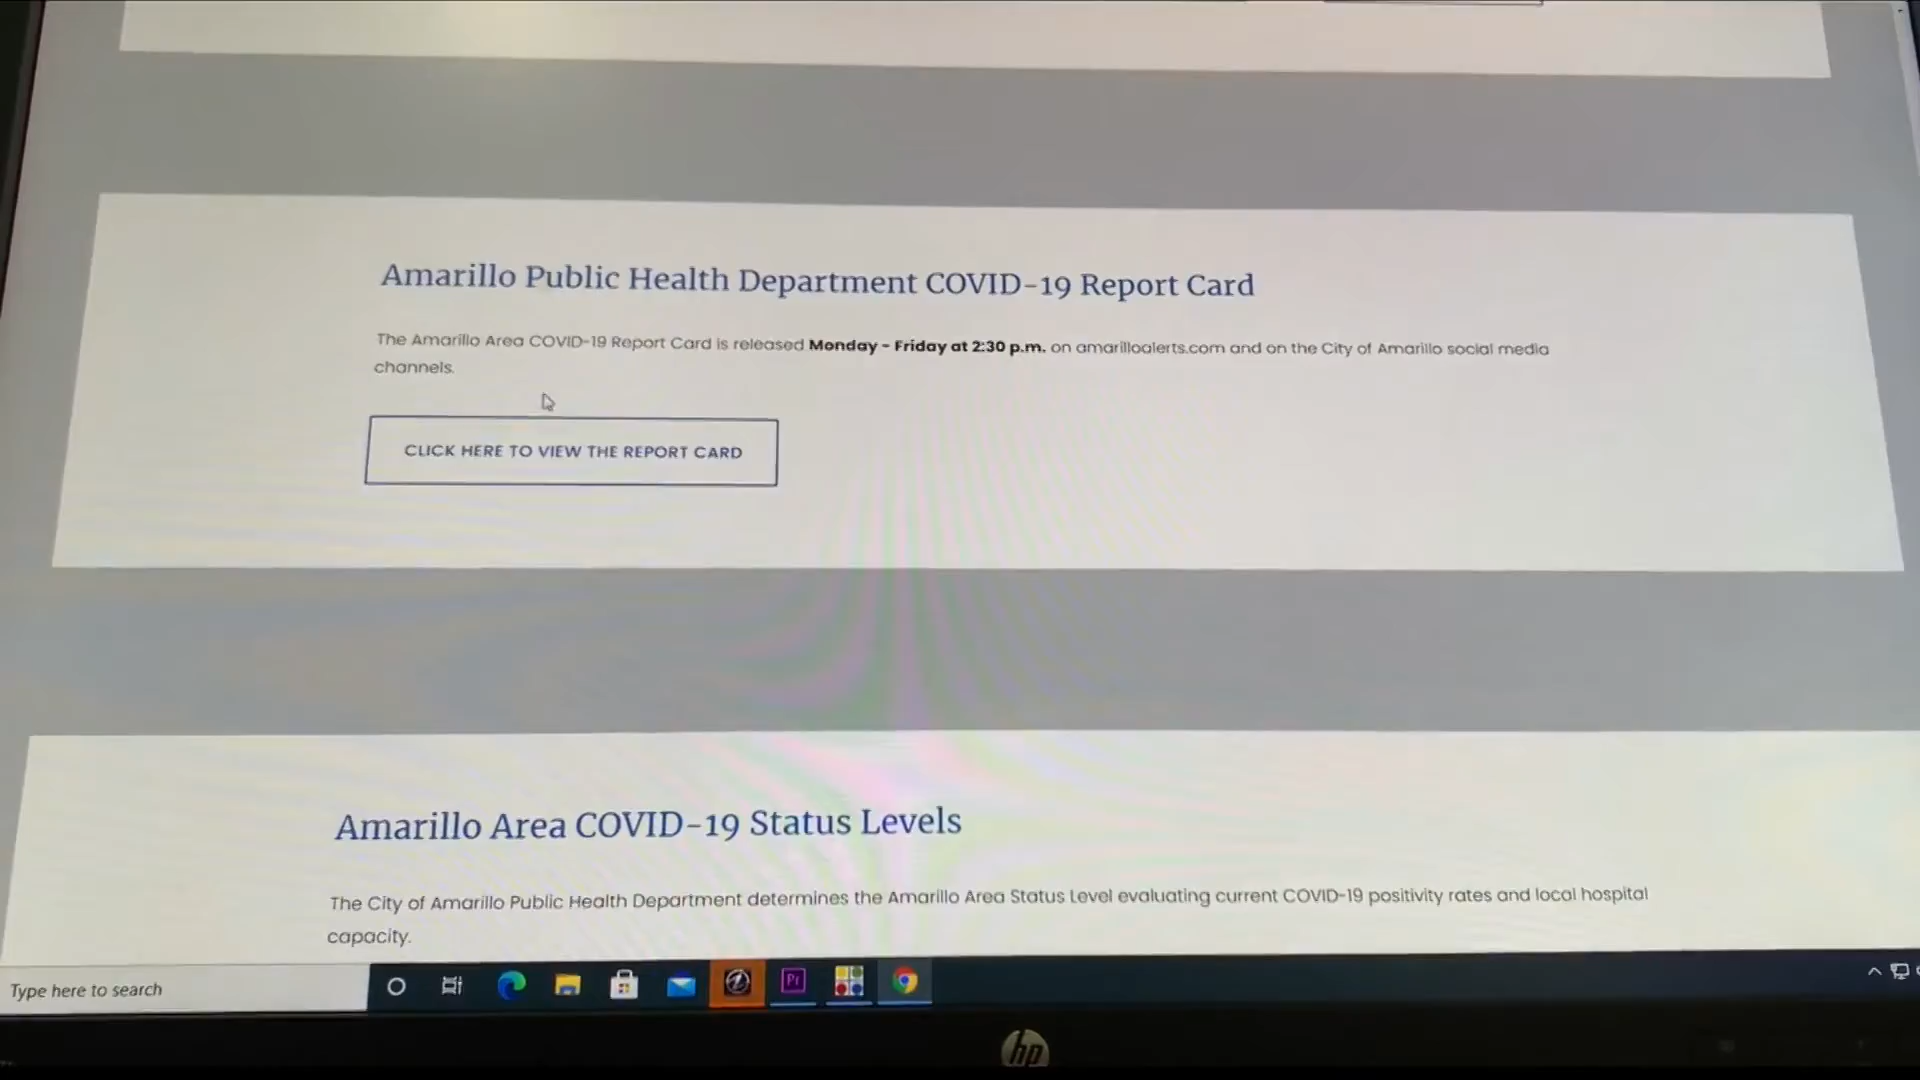 Amarillo Public Health Department COVID-19 Report Card
The Amarillo Area COVID-19 Report Card is released Monday - Friday at 2:30 p.m. on amarilloalerts.com and on the City of Amarillo social media
channels.
CLICK HERE TO VIEW THE REPORT CARD
Amarillo Area COVID-19 Status Levels
The City of Amarillo Public Health Department determines the Amarillo Area Status Level evaluating current COVID-19 positivity rates and local hospital
capacity.
Type here to search
Pr
hp